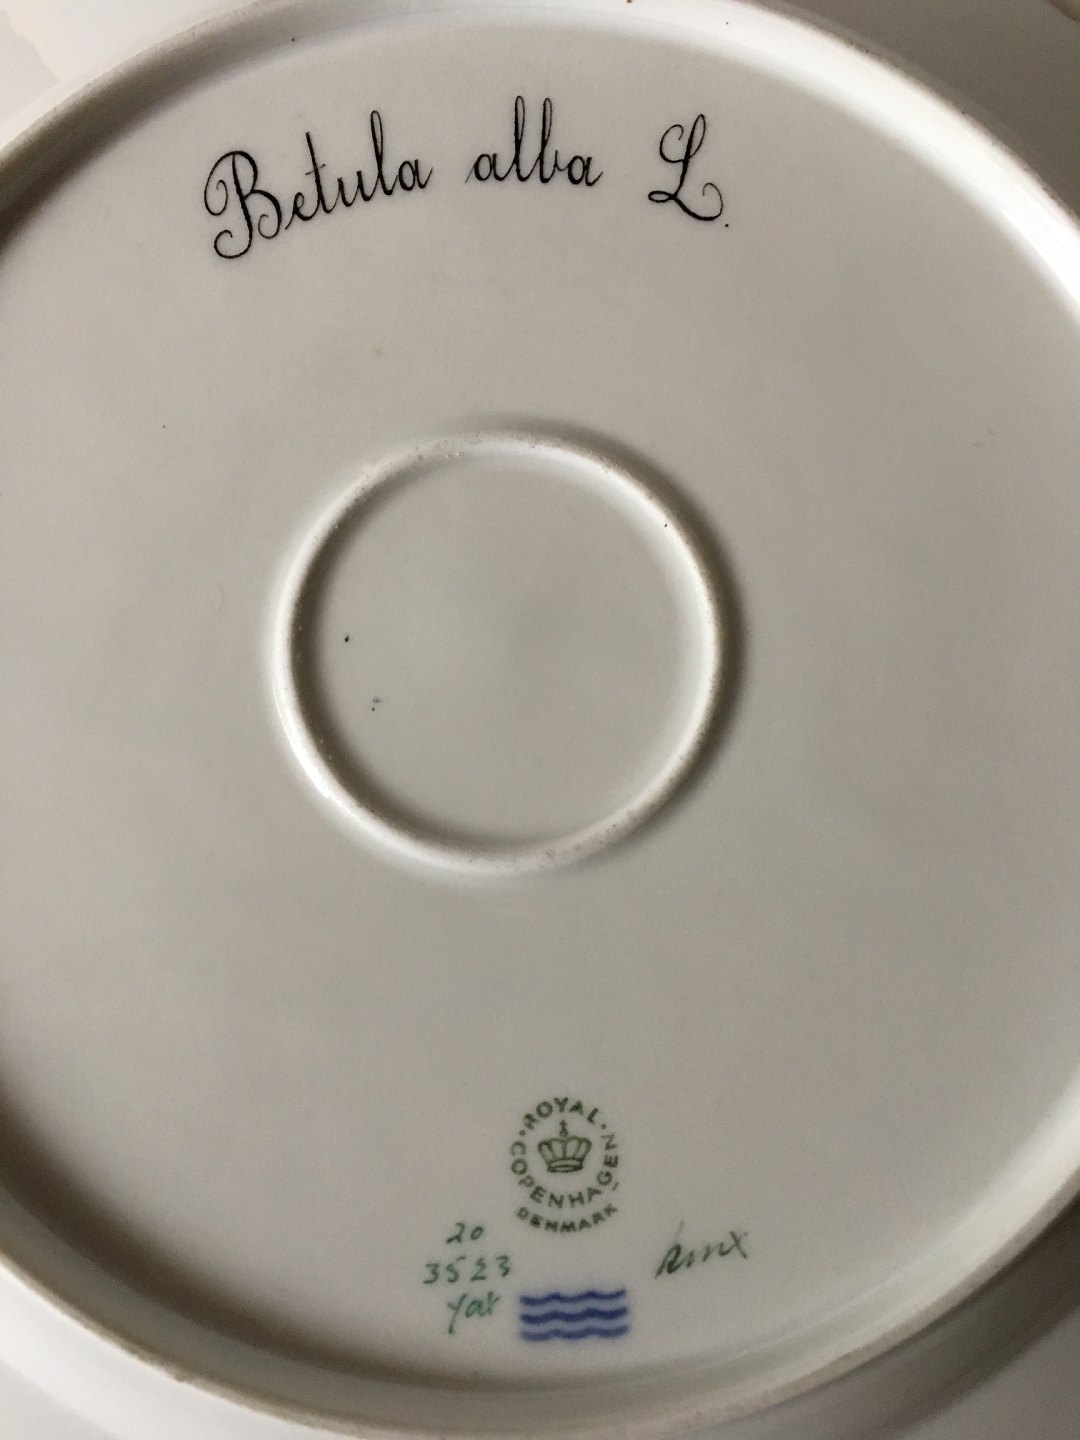 Betula alba L.
ROYAL COPENHAGEN
DENMARK
20
3523